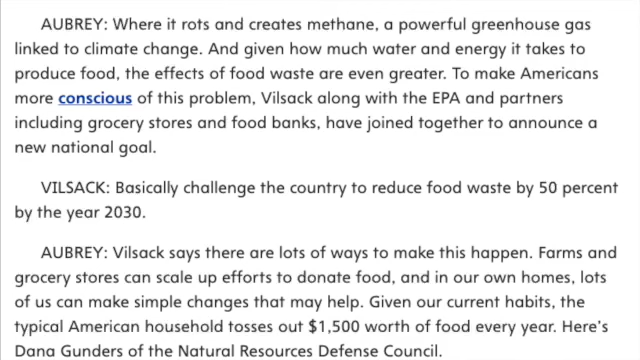 AUBREY: Where it rots and creates methane, a powerful greenhouse gas
linked to climate change. And given how much water and energy it takes to
produce food, the effects of food waste are even greater. To make Americans
more conscious of this problem, Vilsack along with the EPA and partners
including grocery stores and food banks, have joined together to announce a
new national goal.
VILSACK: Basically challenge the country to reduce food waste by 50 percent
by the year 2030.
AUBREY: Vilsack says there are lots of ways to make this happen. Farms and
grocery stores can scale up efforts to donate food, and in our own homes, lots
of us can make simple changes that may help. Given our current habits, the
typical American household tosses out $1,500 worth of food every year. Here's
Dana Gunders of the Natural Resources Defense Council.